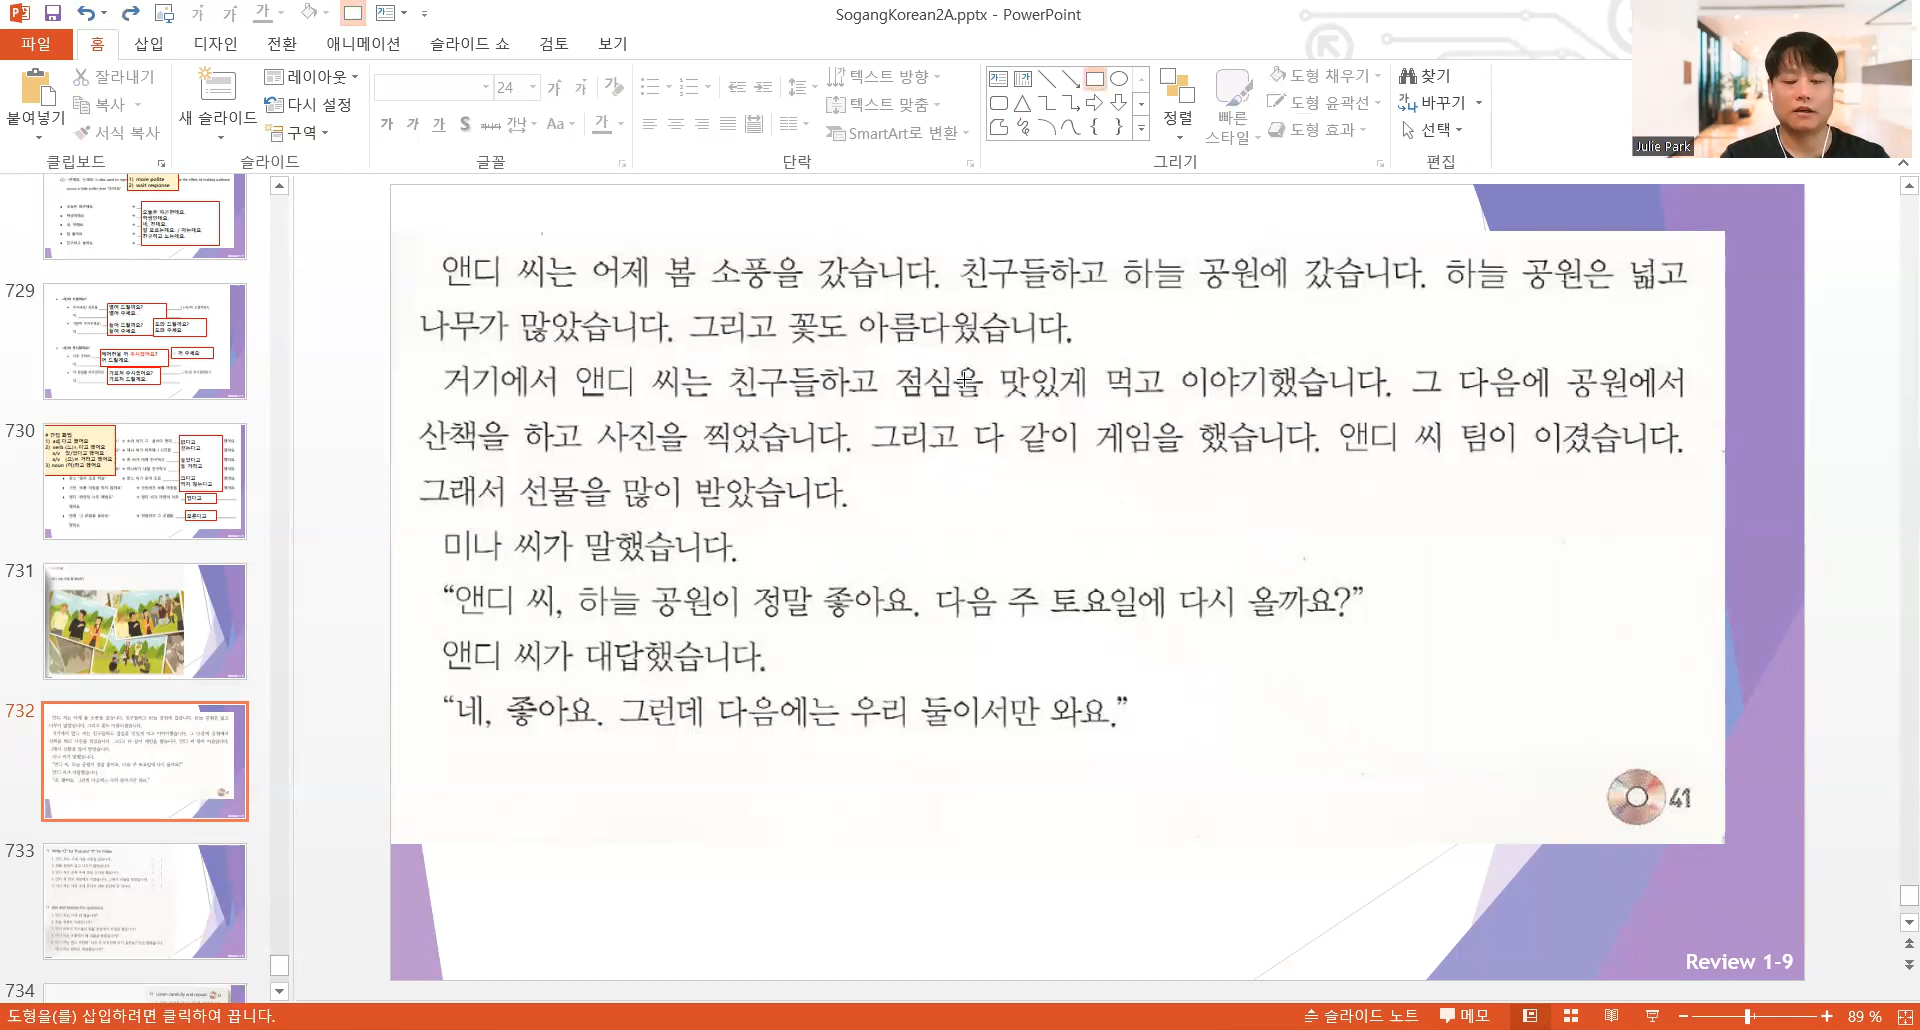 SogangKorean2A.pptx - PowerPoint
파일 홈 삽입 디자인 전환 애니메이션 슬라이드 쇼 검토 보기
붙여넣기
잘라내기
복사
서식 복사
클립보드
새 슬라이드
레이아웃
다시 설정
구역
슬라이드
24
글꼴
텍스트 방향
텍스트 맞춤
SmartArt로 변환
단락
정렬
빠른
스타일
도형 채우기
도형 윤곽선
도형 효과
그리기
찾기
바꾸기
선택
편집
Julie Park
729
730
731
732
733
734
앤디 씨는 어제 봄 소풍을 갔습니다. 친구들하고 하늘 공원에 갔습니다. 하늘 공원은 넓고
나무가 많았습니다. 그리고 꽃도 아름다웠습니다.
거기에서 앤디 씨는 친구들하고 점심을 맛있게 먹고 이야기했습니다. 그 다음에 공원에서
산책을 하고 사진을 찍었습니다. 그리고 다 같이 게임을 했습니다. 앤디 씨 팀이 이겼습니다.
그래서 선물을 많이 받았습니다.
미나 씨가 말했습니다.
“앤디 씨, 하늘 공원이 정말 좋아요. 다음 주 토요일에 다시 올까요?”
앤디 씨가 대답했습니다.
“네, 좋아요. 그런데 다음에는 우리 둘이서만 와요.”
41
Review 1-9
도형을(를) 삽입하려면 클릭하여 끕니다.
슬라이드 노트 메모 89 %